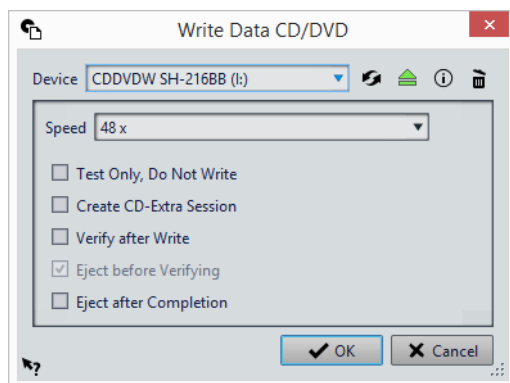 Write Data CD/DVD
Device CDDVDW SH-216BB (I:)
Speed 48 x
Test Only, Do Not Write
Create CD-Extra Session
Verify after Write
Eject before Verifying
Eject after Completion
OK Cancel